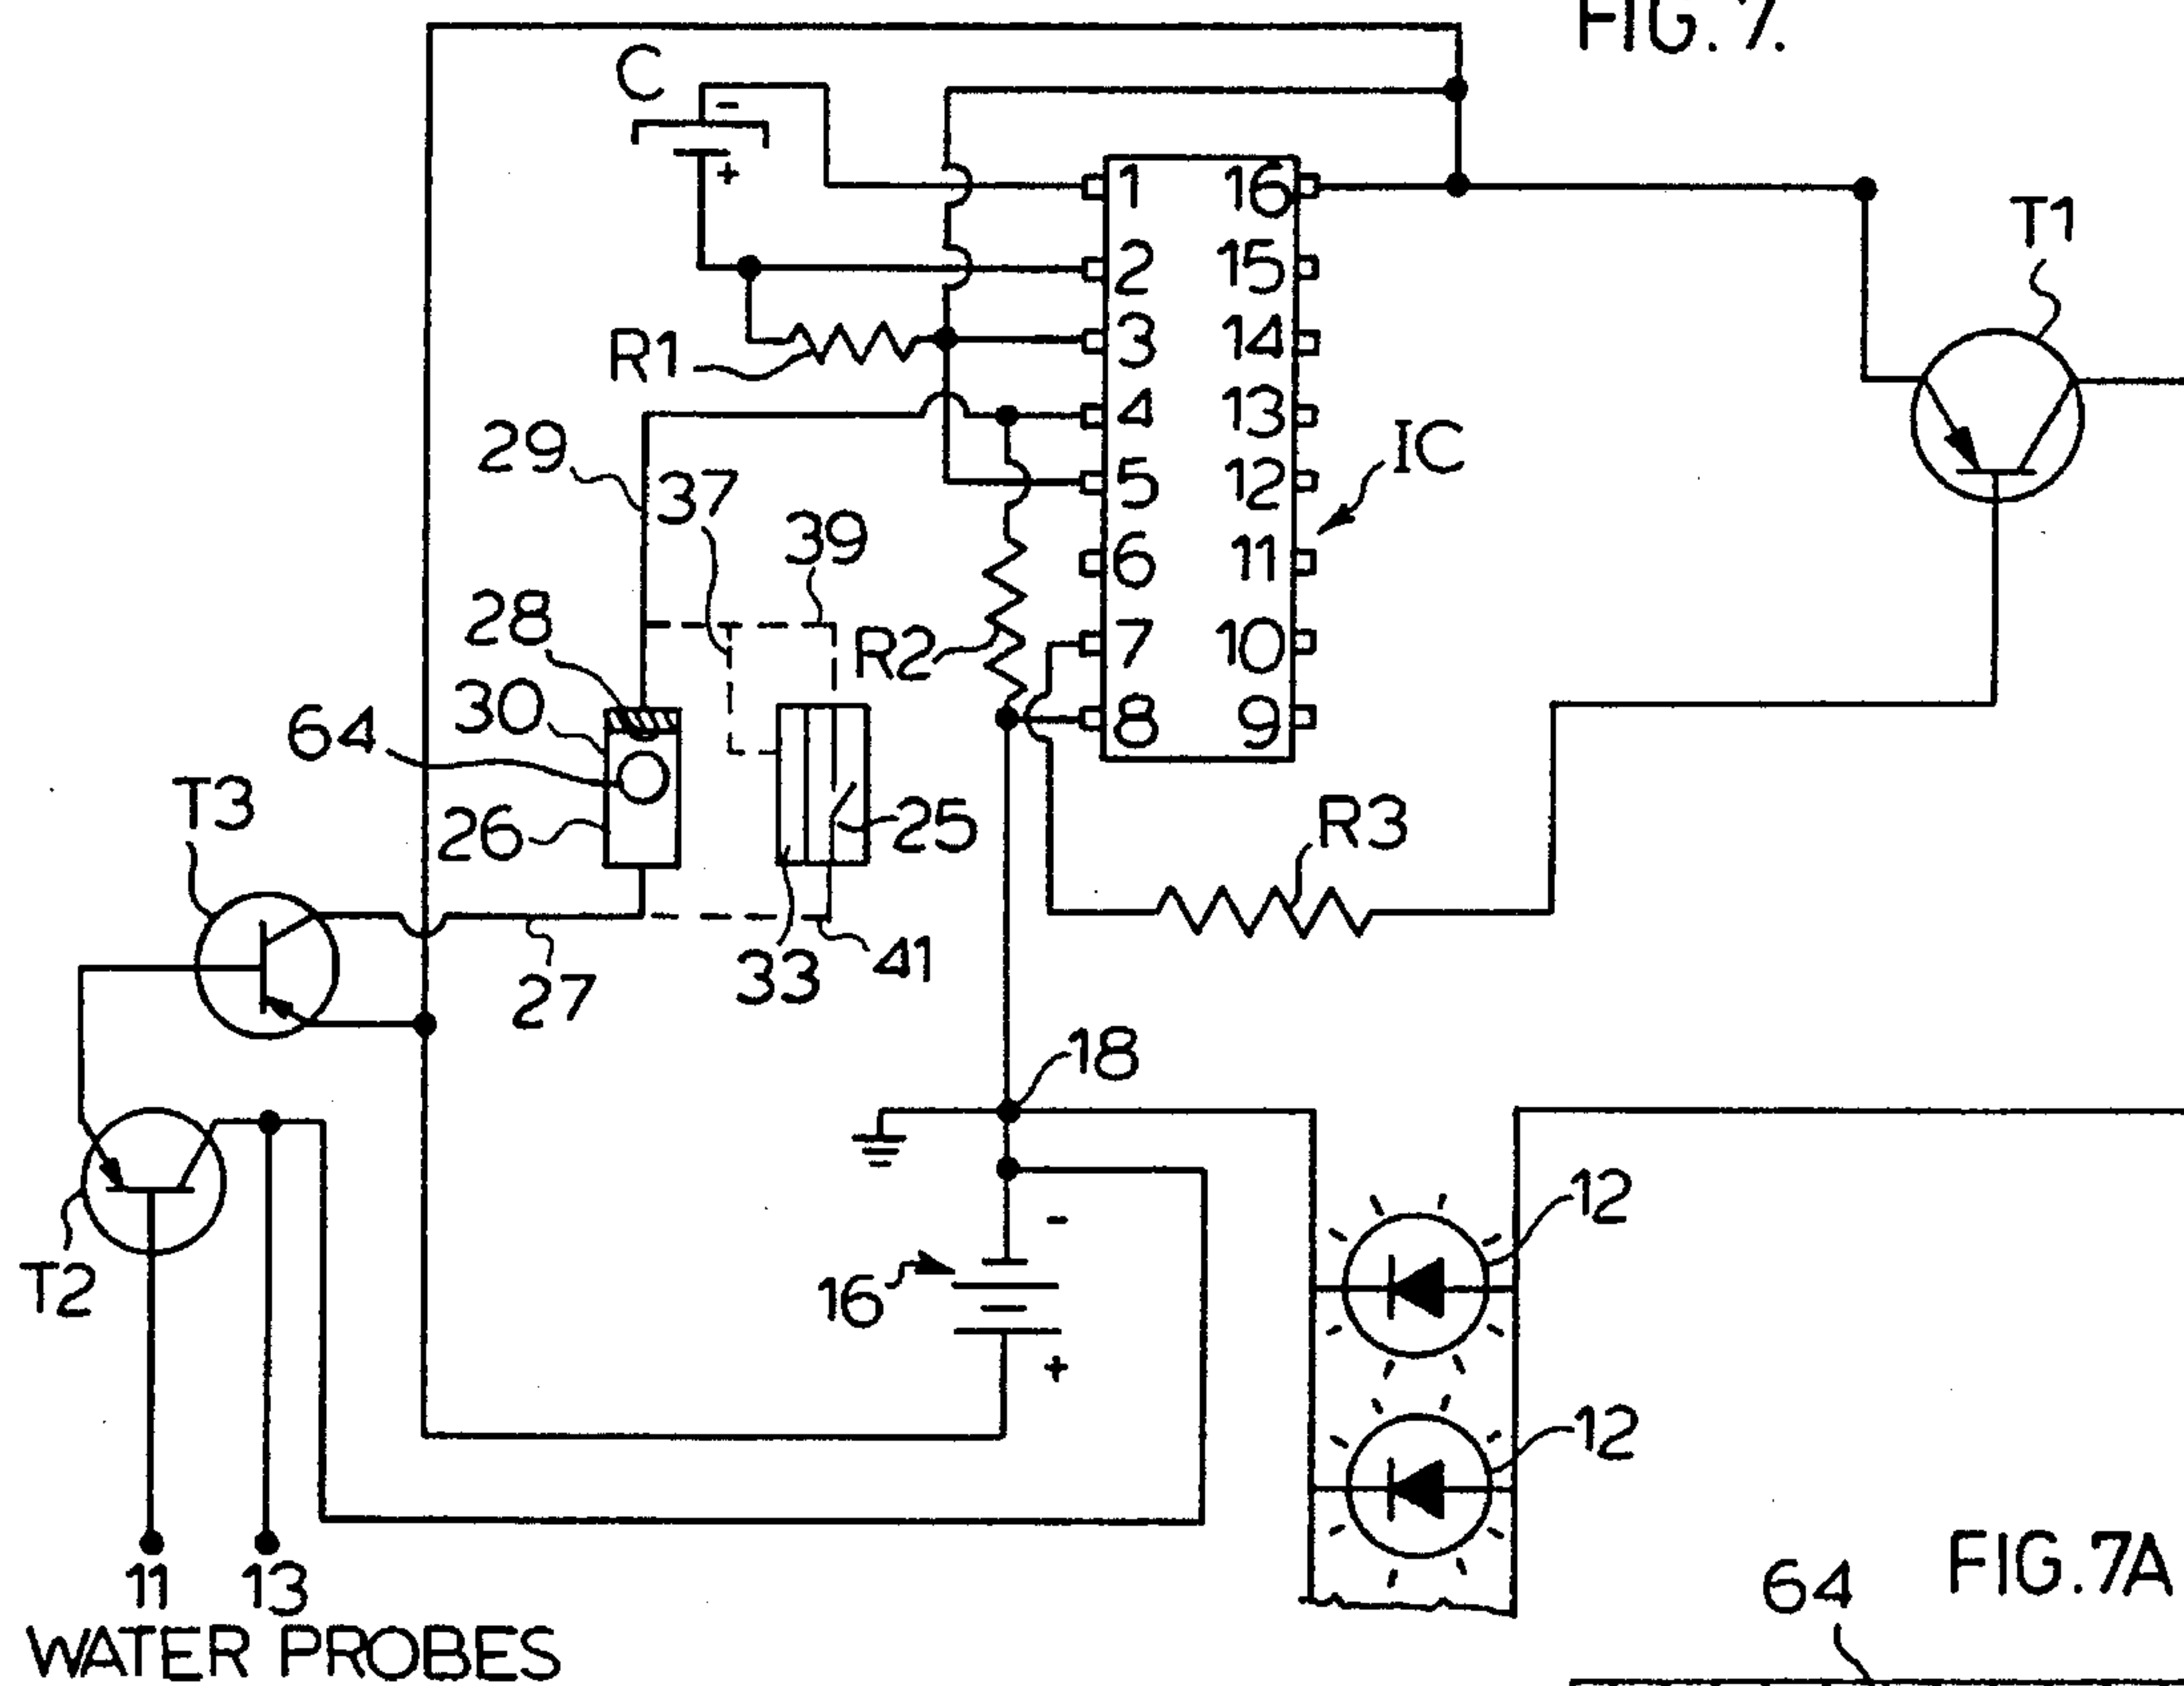 FIG. 7.
C
-
+
1 16
2 15
3 14
4 13
5 12
6 11
7 10
8 9
T1
R1
IC
29
37
39
28
R2
30
64
T3
26
25
R3
33
41
27
18
T2
16
-
+
12
12
11 13
WATER PROBES
64
FIG. 7A